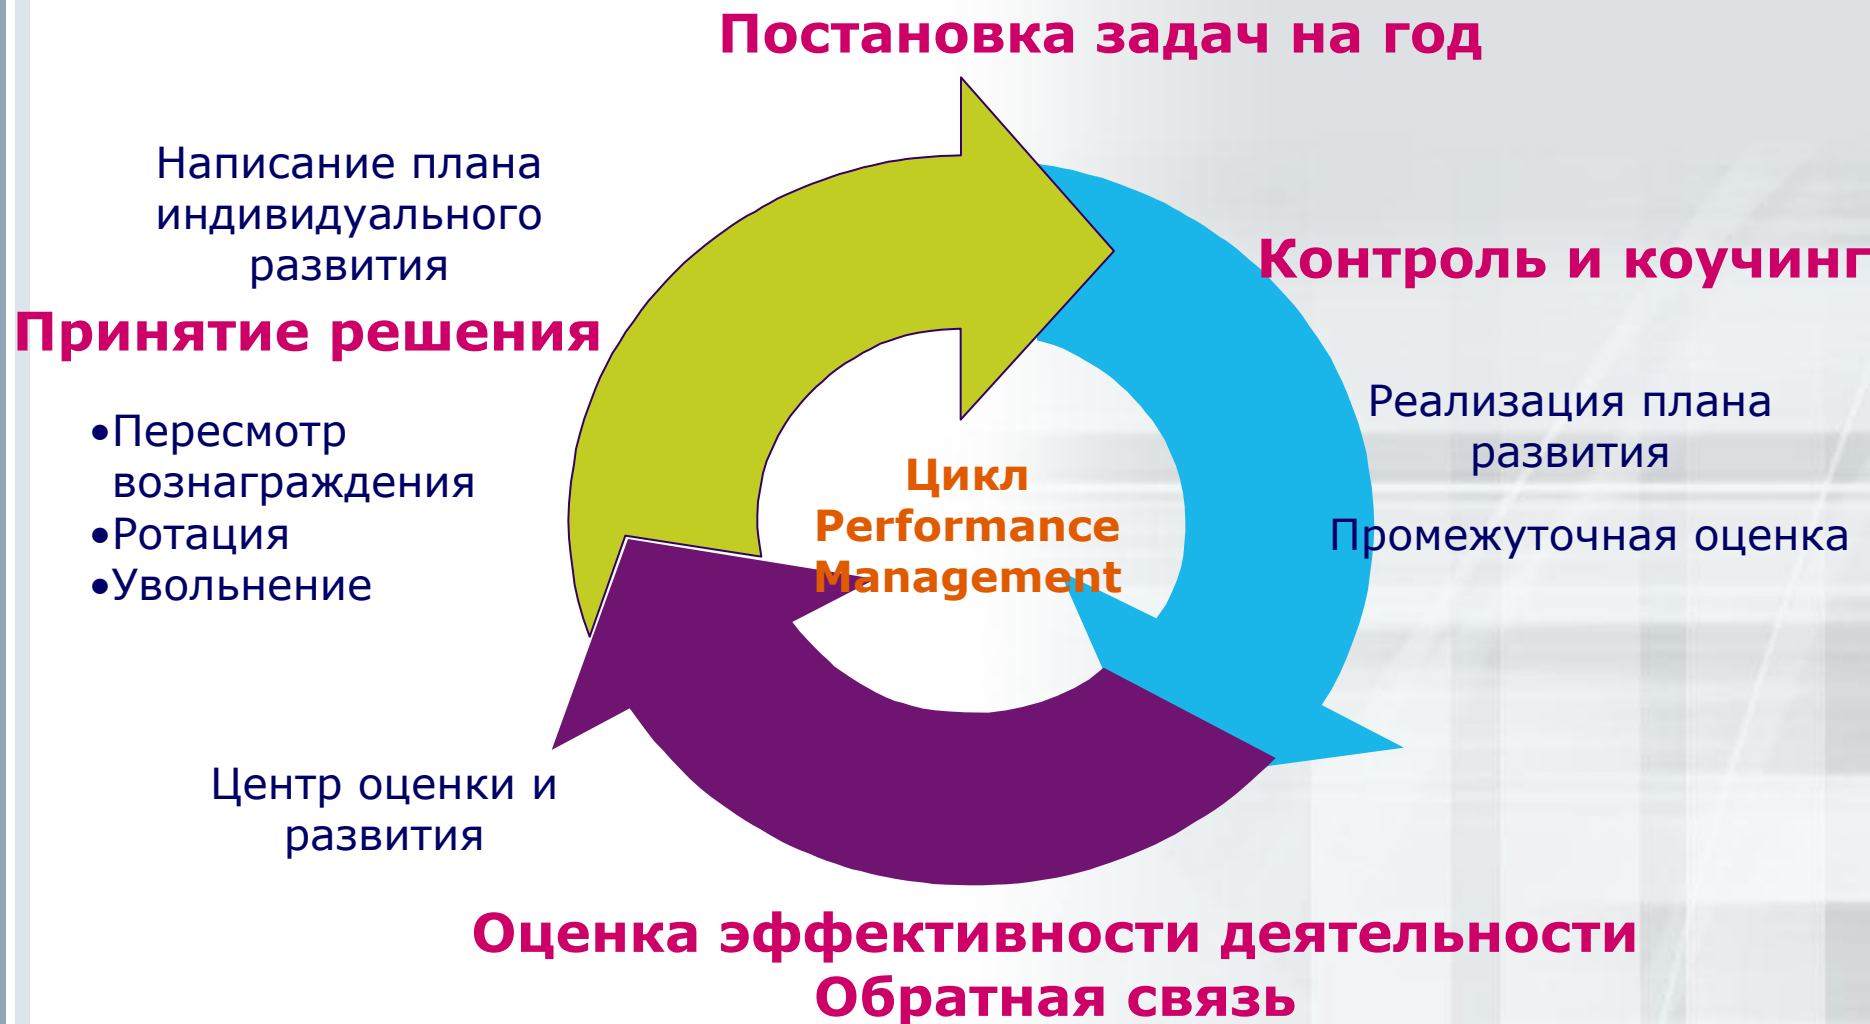 Постановка задач на год
Написание плана
индивидуального
развития
Контроль и коучинг
Принятие решения
Реализация плана
развития
•Пересмотр
вознаграждения
•Ротация
•Увольнение
Цикл
Performance
Management
Промежуточная оценка
Центр оценки и
развития
Оценка эффективности деятельности
Обратная связь